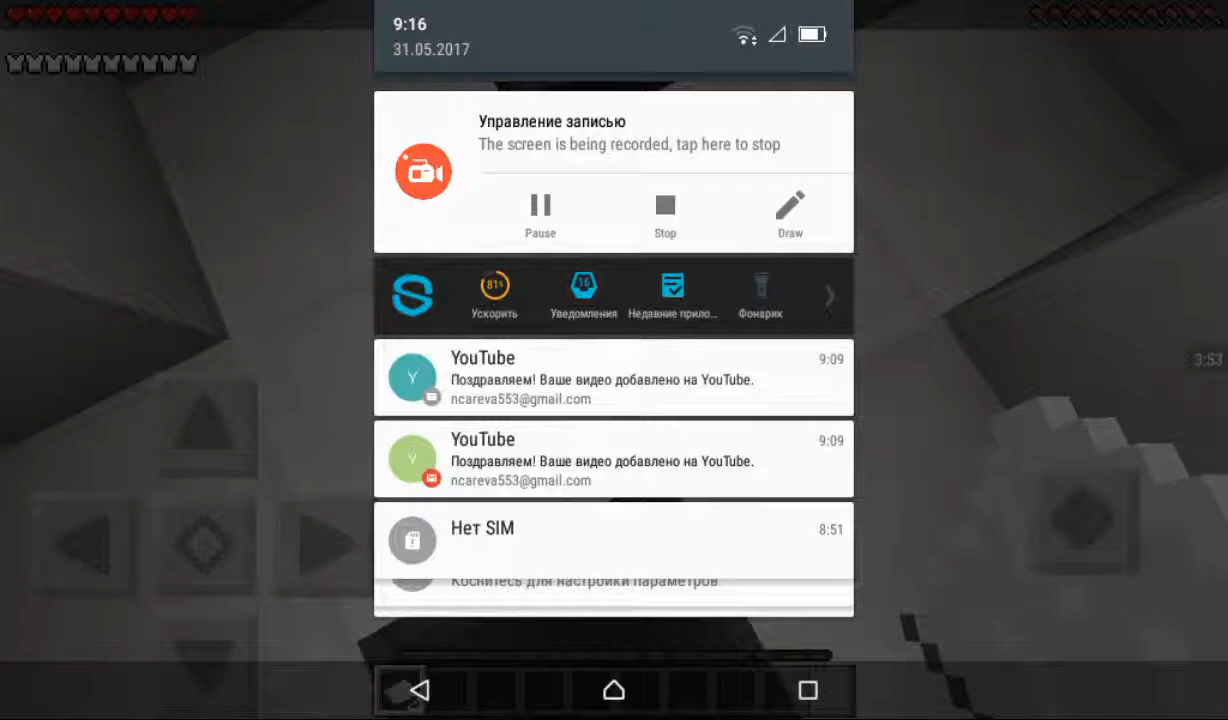 9:16
31.05.2017
Управление записью
The screen is being recorded, tap here to stop
Pause
Stop
Draw
81%
16
Ускорить
Уведомления
Недавние прило...
Фонарик
YouTube
9:09
Поздравляем! Ваше видео добавлено на YouTube.
ncareva553@gmail.com
3:53
YouTube
9:09
Поздравляем! Ваше видео добавлено на YouTube.
ncareva553@gmail.com
Нет SIM
8:51
Коснитесь для настройки параметров.
Y
Y